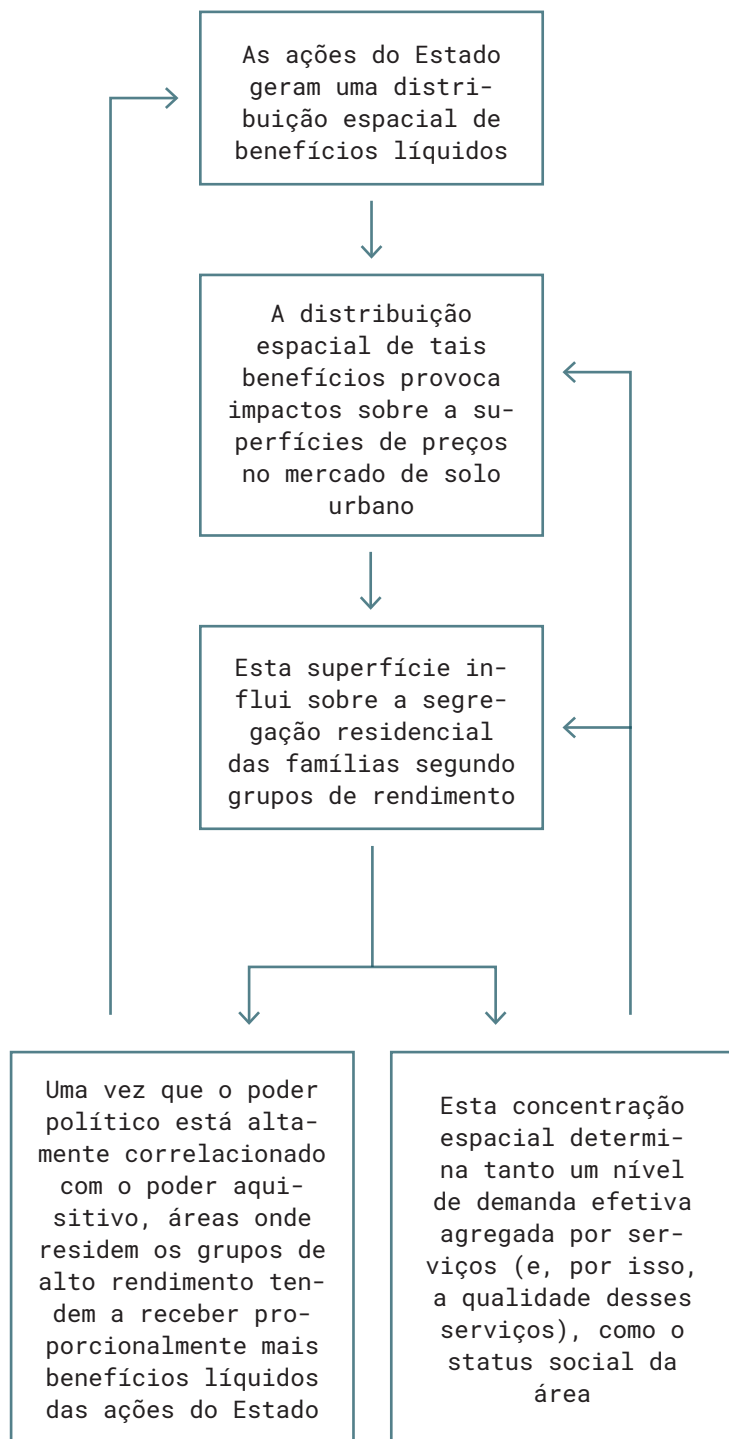 As ações do Estado
geram uma distri-
buição espacial de
benefícios líquidos
A distribuição
espacial de tais
benefícios provoca
impactos sobre a su-
perfícies de preços
no mercado de solo
urbano
Esta superfície in-
flui sobre a segre-
gação residencial
das famílias segundo
grupos de rendimento
Uma vez que o poder
político está alta-
mente correlacionado
com o poder aqui-
sitivo, áreas onde
residem os grupos de
alto rendimento ten-
dem a receber pro-
porcionalmente mais
benefícios líquidos
das ações do Estado
Esta concentração
espacial determi-
na tanto um nível
de demanda efetiva
agregada por ser-
viços (e, por isso,
a qualidade desses
serviços), como o
status social da
área